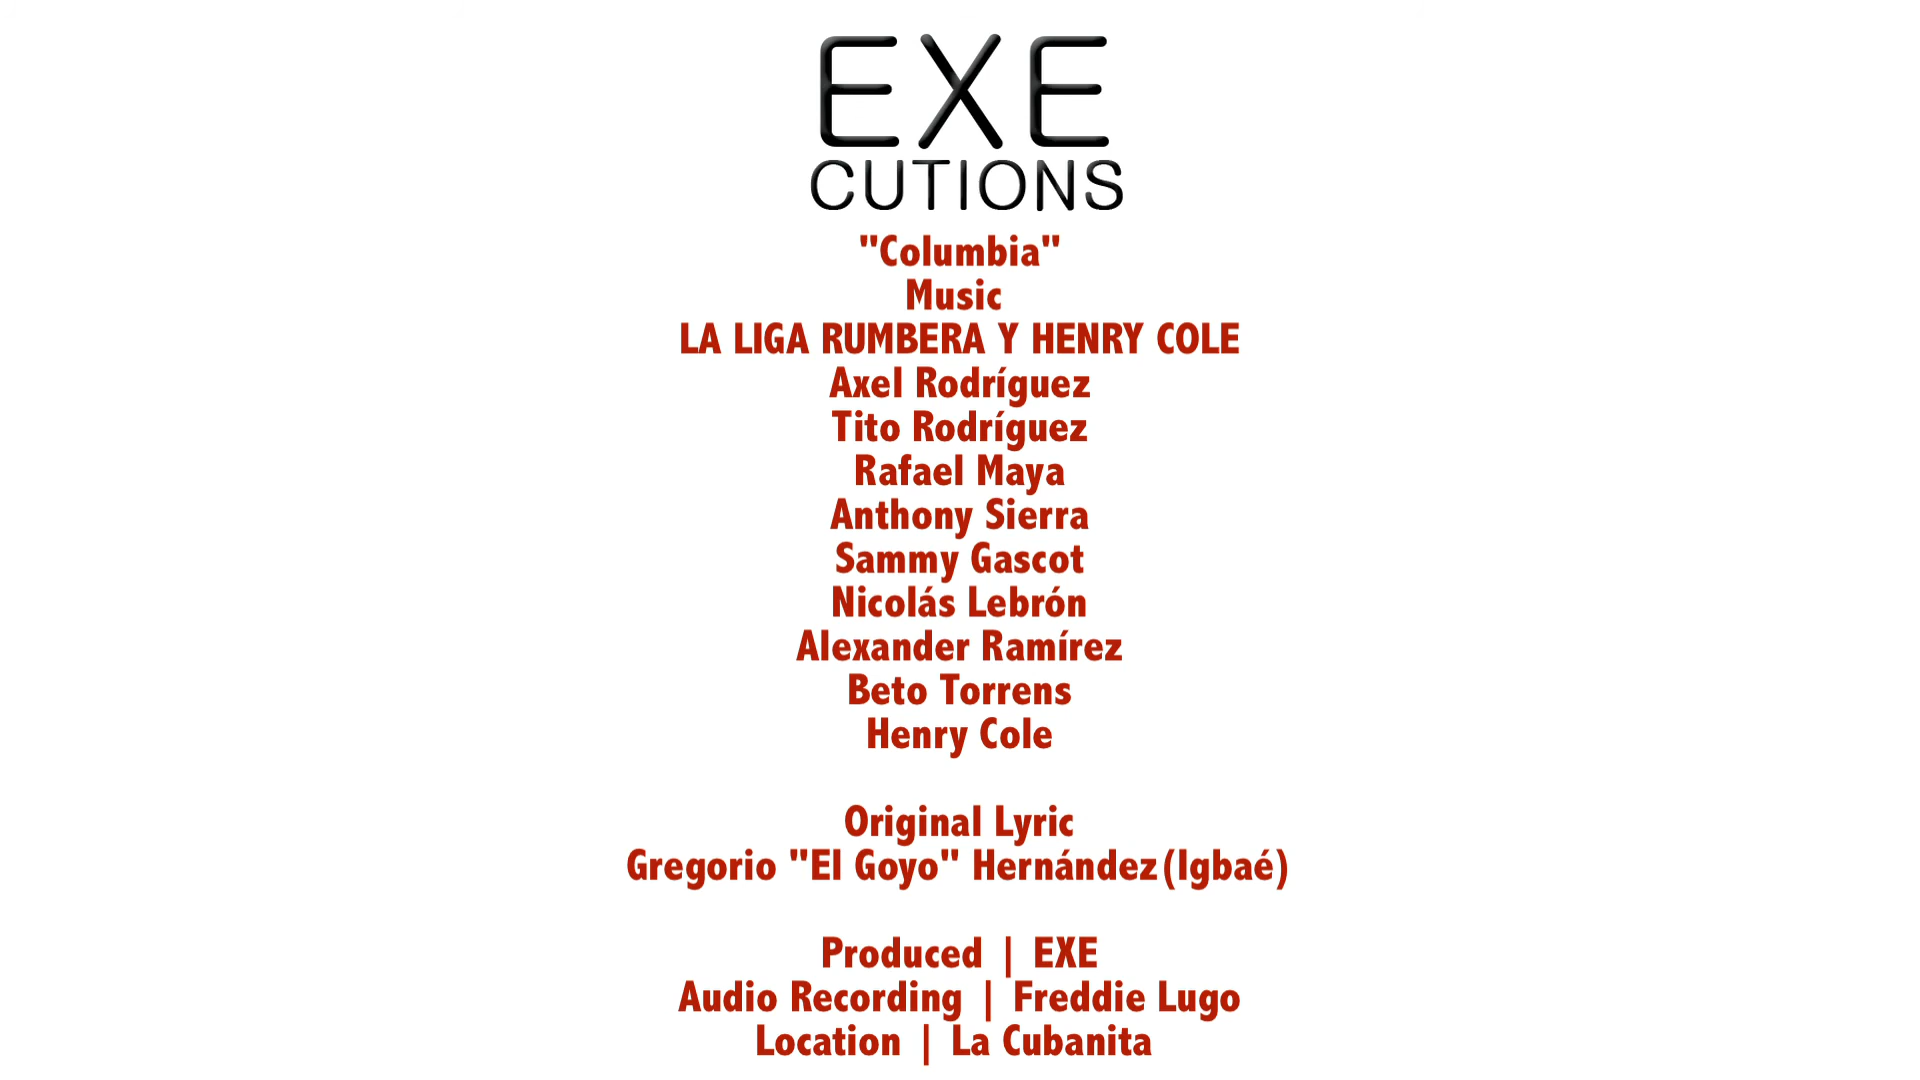 EXE
CUTIONS
"Columbia"
Music
LA LIGA RUMBERA Y HENRY COLE
Axel Rodríguez
Tito Rodríguez
Rafael Maya
Anthony Sierra
Sammy Gascot
Nicolás Lebrón
Alexander Ramírez
Beto Torrens
Henry Cole
Original Lyric
Gregorio "El Goyo" Hernández(Igbaé)
Produced | EXE
Audio Recording | Freddie Lugo
Location | La Cubanita